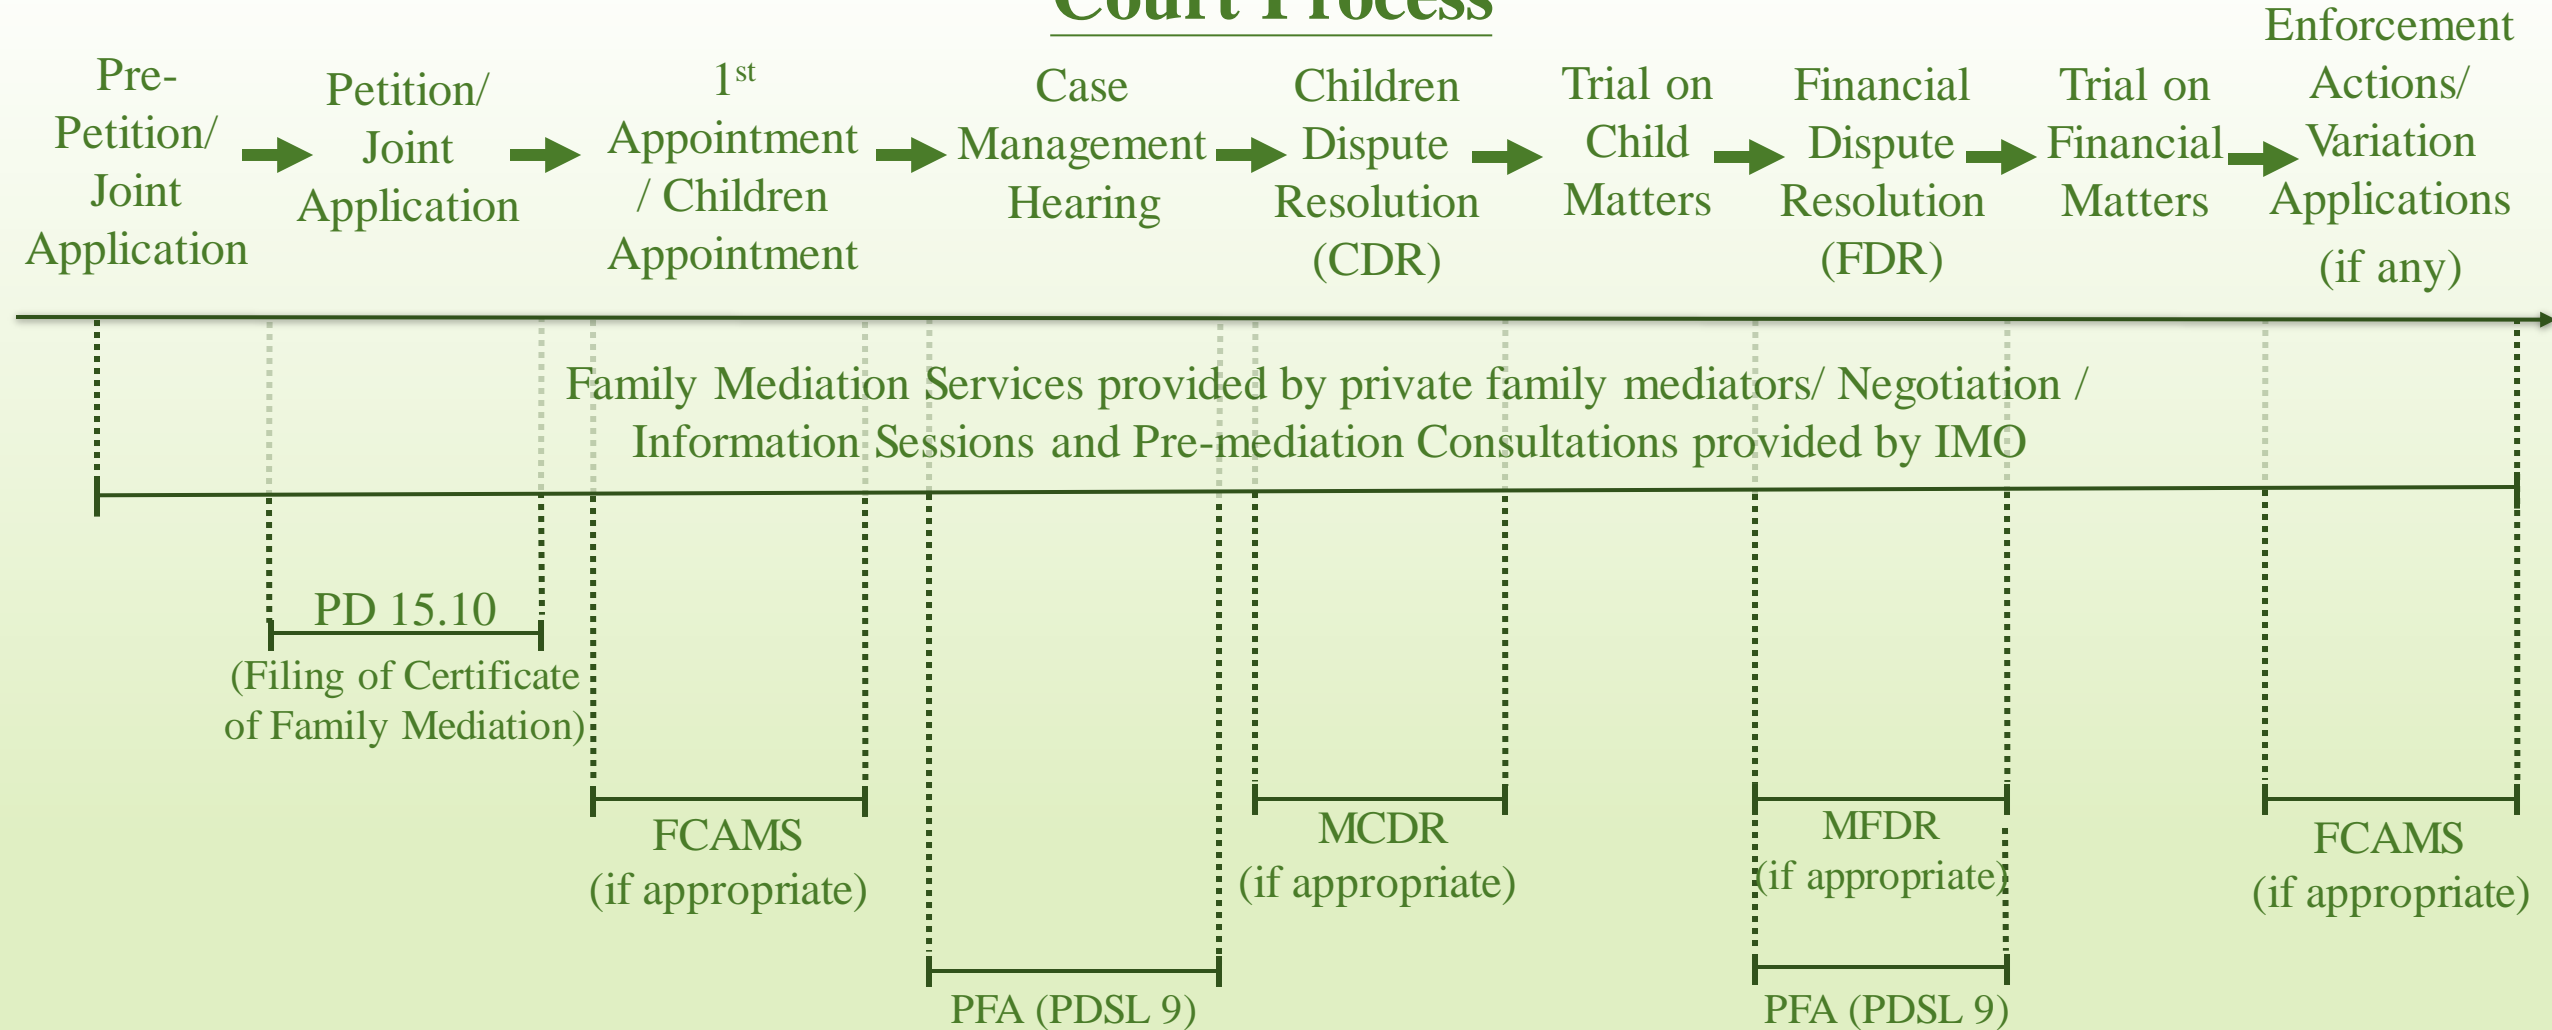 Court Process
Pre-
Petition/
Joint
Application
Petition/
Joint
Application
1st
Appointment
/ Children
Appointment
Case
Management
Hearing
Children
Dispute
Resolution
(CDR)
Trial on
Child
Matters
Financial
Dispute
Resolution
(FDR)
Trial on
Financial
Matters
Enforcement
Actions/
Variation
Applications
(if any)
Family Mediation Services provided by private family mediators/ Negotiation /
Information Sessions and Pre-mediation Consultations provided by IMO
PD 15.10
(Filing of Certificate
of Family Mediation)
FCAMS
(if appropriate)
MCDR
(if appropriate)
MFDR
(if appropriate)
FCAMS
(if appropriate)
PFA (PDSL 9)
PFA (PDSL 9)